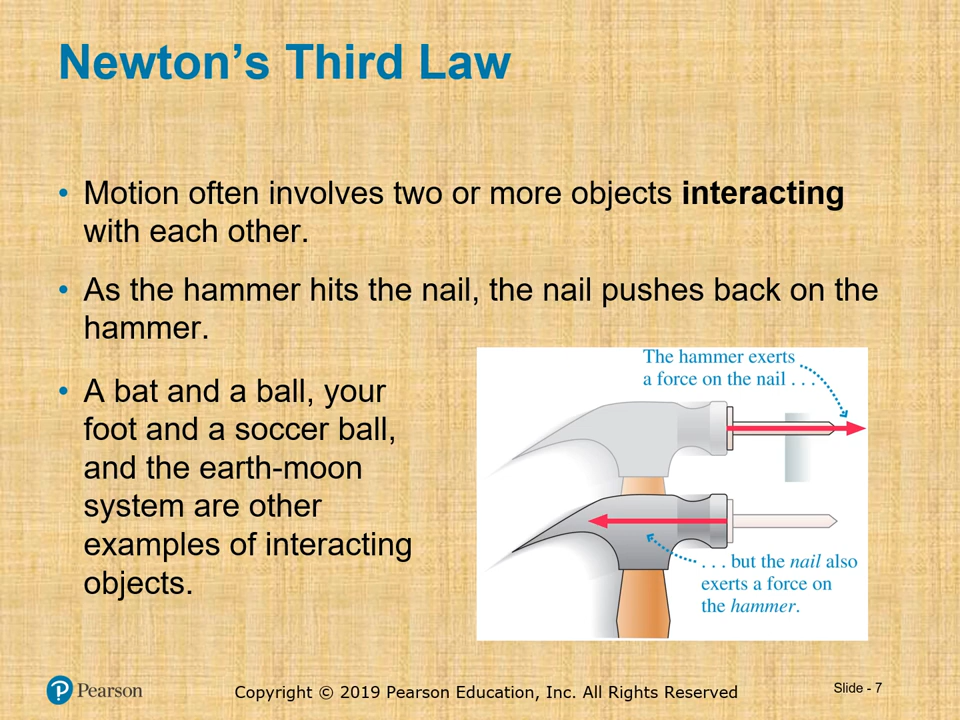 Newton’s Third Law
• Motion often involves two or more objects interacting
with each other.
• As the hammer hits the nail, the nail pushes back on the
hammer.
• A bat and a ball, your
foot and a soccer ball,
and the earth-moon
system are other
examples of interacting
objects.
The hammer exerts
a force on the nail . . .
. . . but the nail also
exerts a force on
the hammer.
Pearson
Copyright © 2019 Pearson Education, Inc. All Rights Reserved
Slide - 7